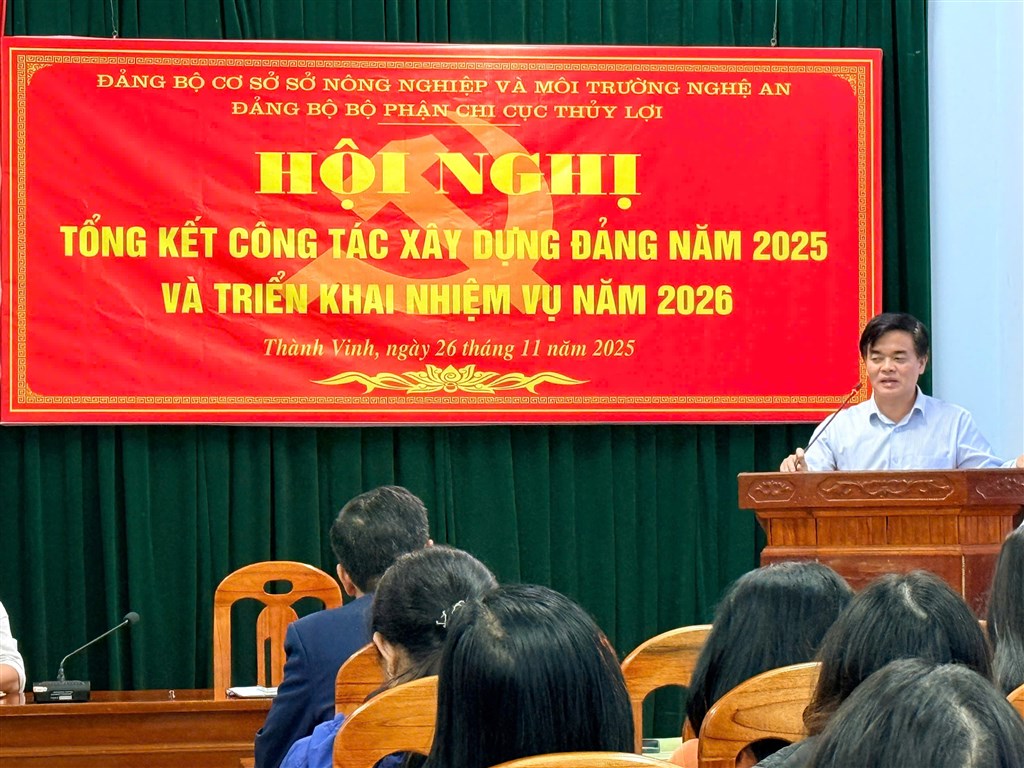 ĐẢNG BỘ CƠ SỞ SỞ NÔNG NGHIỆP VÀ MÔI TRƯỜNG NGHỆ AN
ĐẢNG BỘ BỘ PHẬN CHI CỤC THỦY LỢI
HỘI NGHỊ
TỔNG KẾT CÔNG TÁC XÂY DỰNG ĐẢNG NĂM 2025
VÀ TRIỂN KHAI NHIỆM VỤ NĂM 2026
Thành Vinh, ngày 26 tháng 11 năm 2025